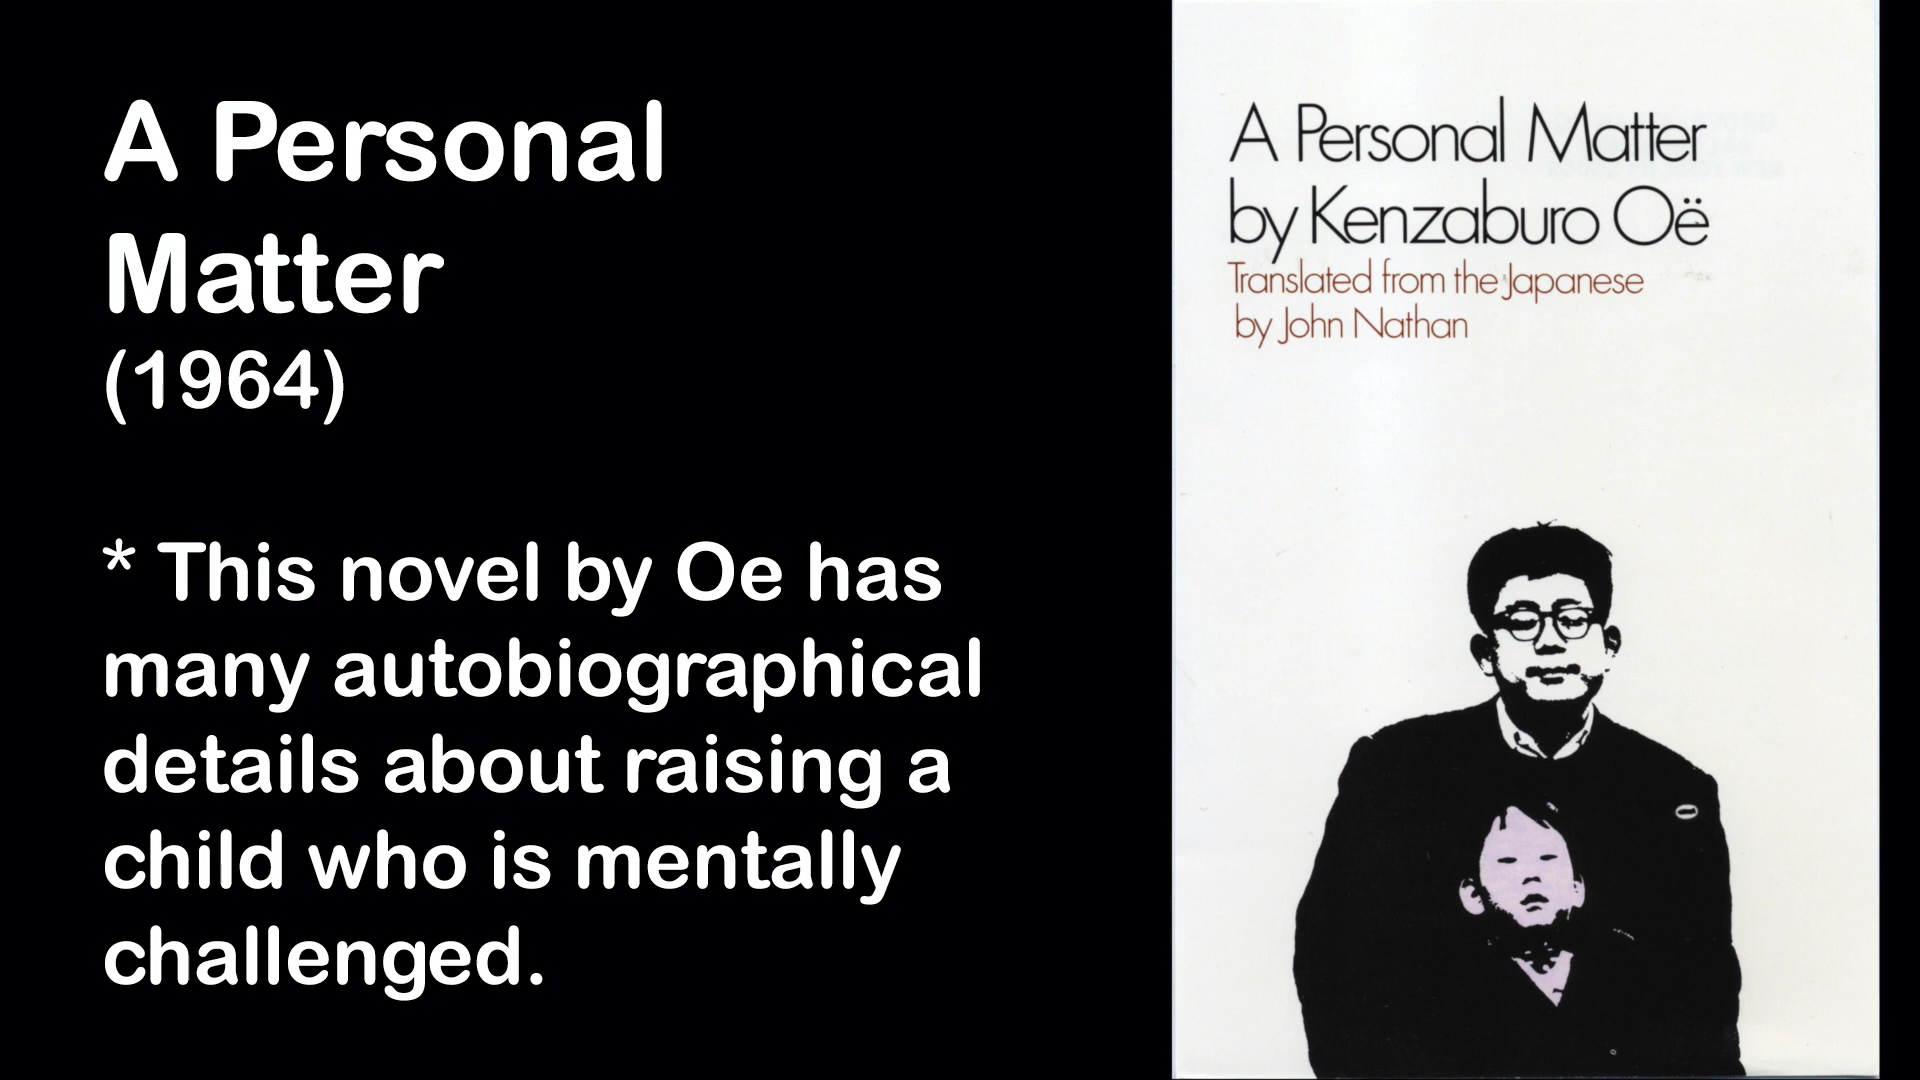 A Personal
Matter
(1964)
* This novel by Oe has
many autobiographical
details about raising a
child who is mentally
challenged.
A Personal Matter
by Kenzaburo Oë
Translated from the Japanese
by John Nathan